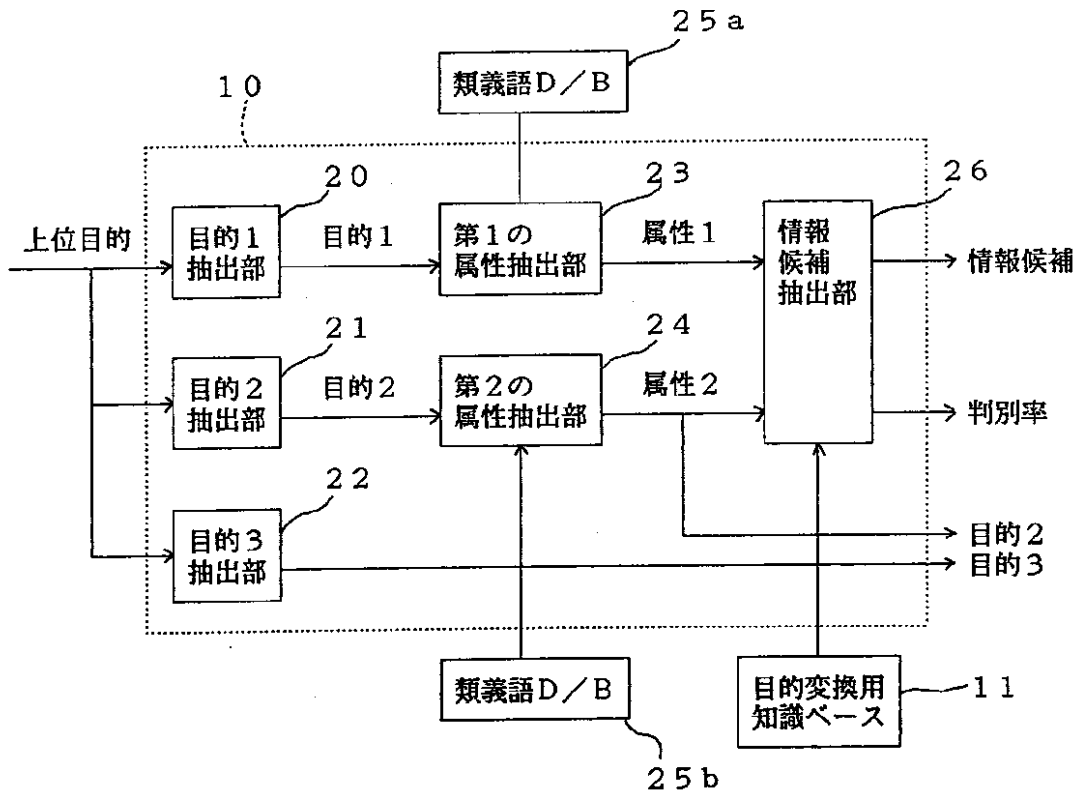 25a
類義語D／B
10
20
23
26
上位目的
目的1
抽出部
目的1
第1の
属性抽出部
属性1
情報
候補
抽出部
情報候補
21
24
目的2
抽出部
目的2
第2の
属性抽出部
属性2
判別率
22
目的3
抽出部
目的2
目的3
類義語D／B
目的変換用
知識ベース
11
25b